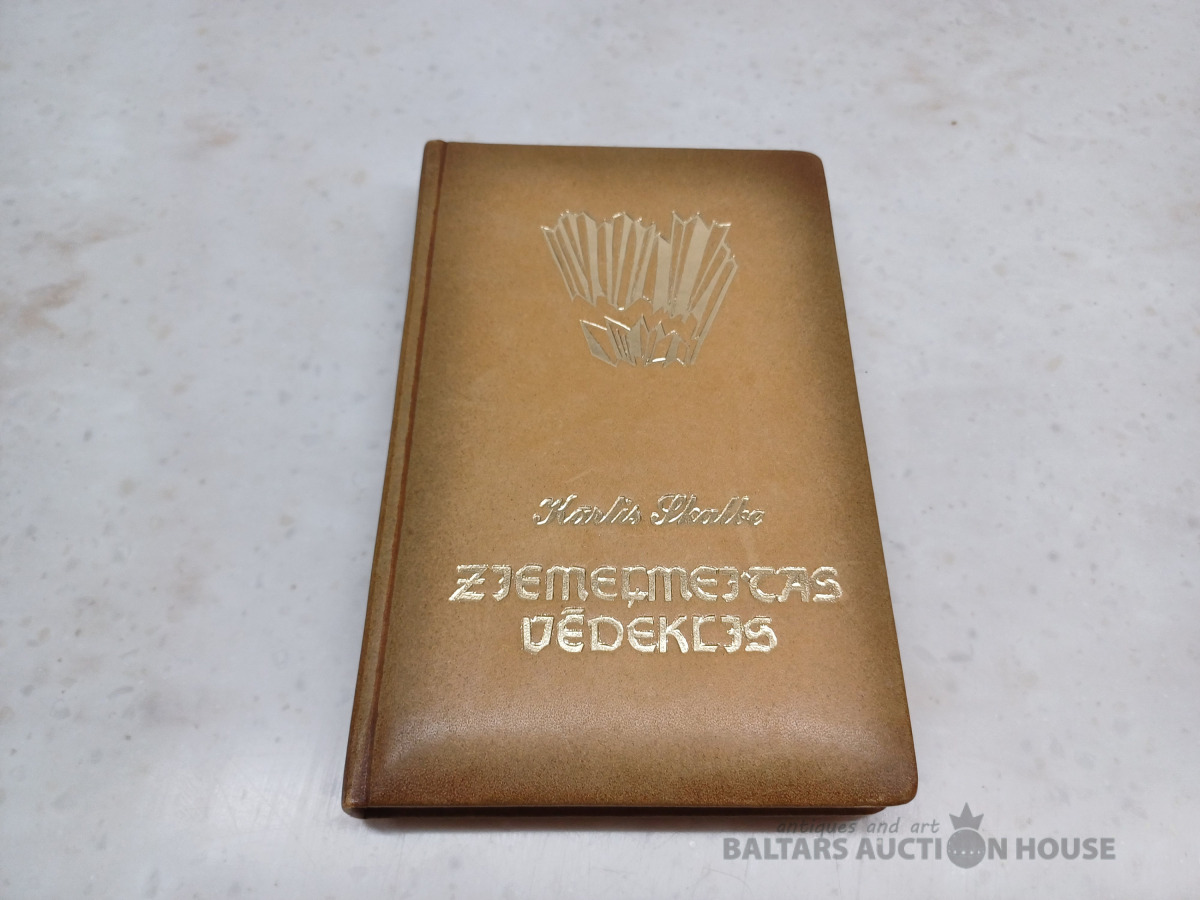 Kārlis Skalbe
ZIEMEĻMEITAS
VĒDEKLIS
antiques and art
BALTARS AUCTION HOUSE